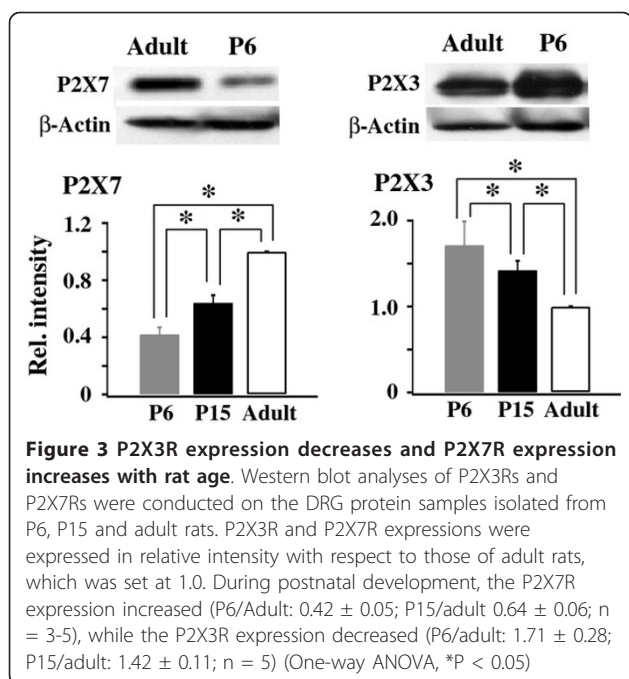 Adult P6
P2X7
β-Actin
Adult P6
P2X3
β-Actin
P2X7
Rel. intensity
1.2
0.8
0.4
0
* * *
P6 P15 Adult
P2X3
2.0
1.0
0
* * *
P6 P15 Adult
Figure 3 P2X3R expression decreases and P2X7R expression
increases with rat age. Western blot analyses of P2X3Rs and
P2X7Rs were conducted on the DRG protein samples isolated from
P6, P15 and adult rats. P2X3R and P2X7R expressions were
expressed in relative intensity with respect to those of adult rats,
which was set at 1.0. During postnatal development, the P2X7R
expression increased (P6/Adult: 0.42 ± 0.05; P15/adult 0.64 ± 0.06; n
= 3-5), while the P2X3R expression decreased (P6/adult: 1.71 ± 0.28;
P15/adult: 1.42 ± 0.11; n = 5) (One-way ANOVA, *P < 0.05)